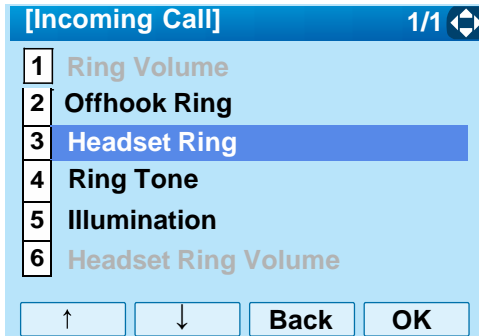 [Incoming Call] 1/1
1 Ring Volume
2 Offhook Ring
3 Headset Ring
4 Ring Tone
5 Illumination
6 Headset Ring Volume
↑ ↓ Back OK